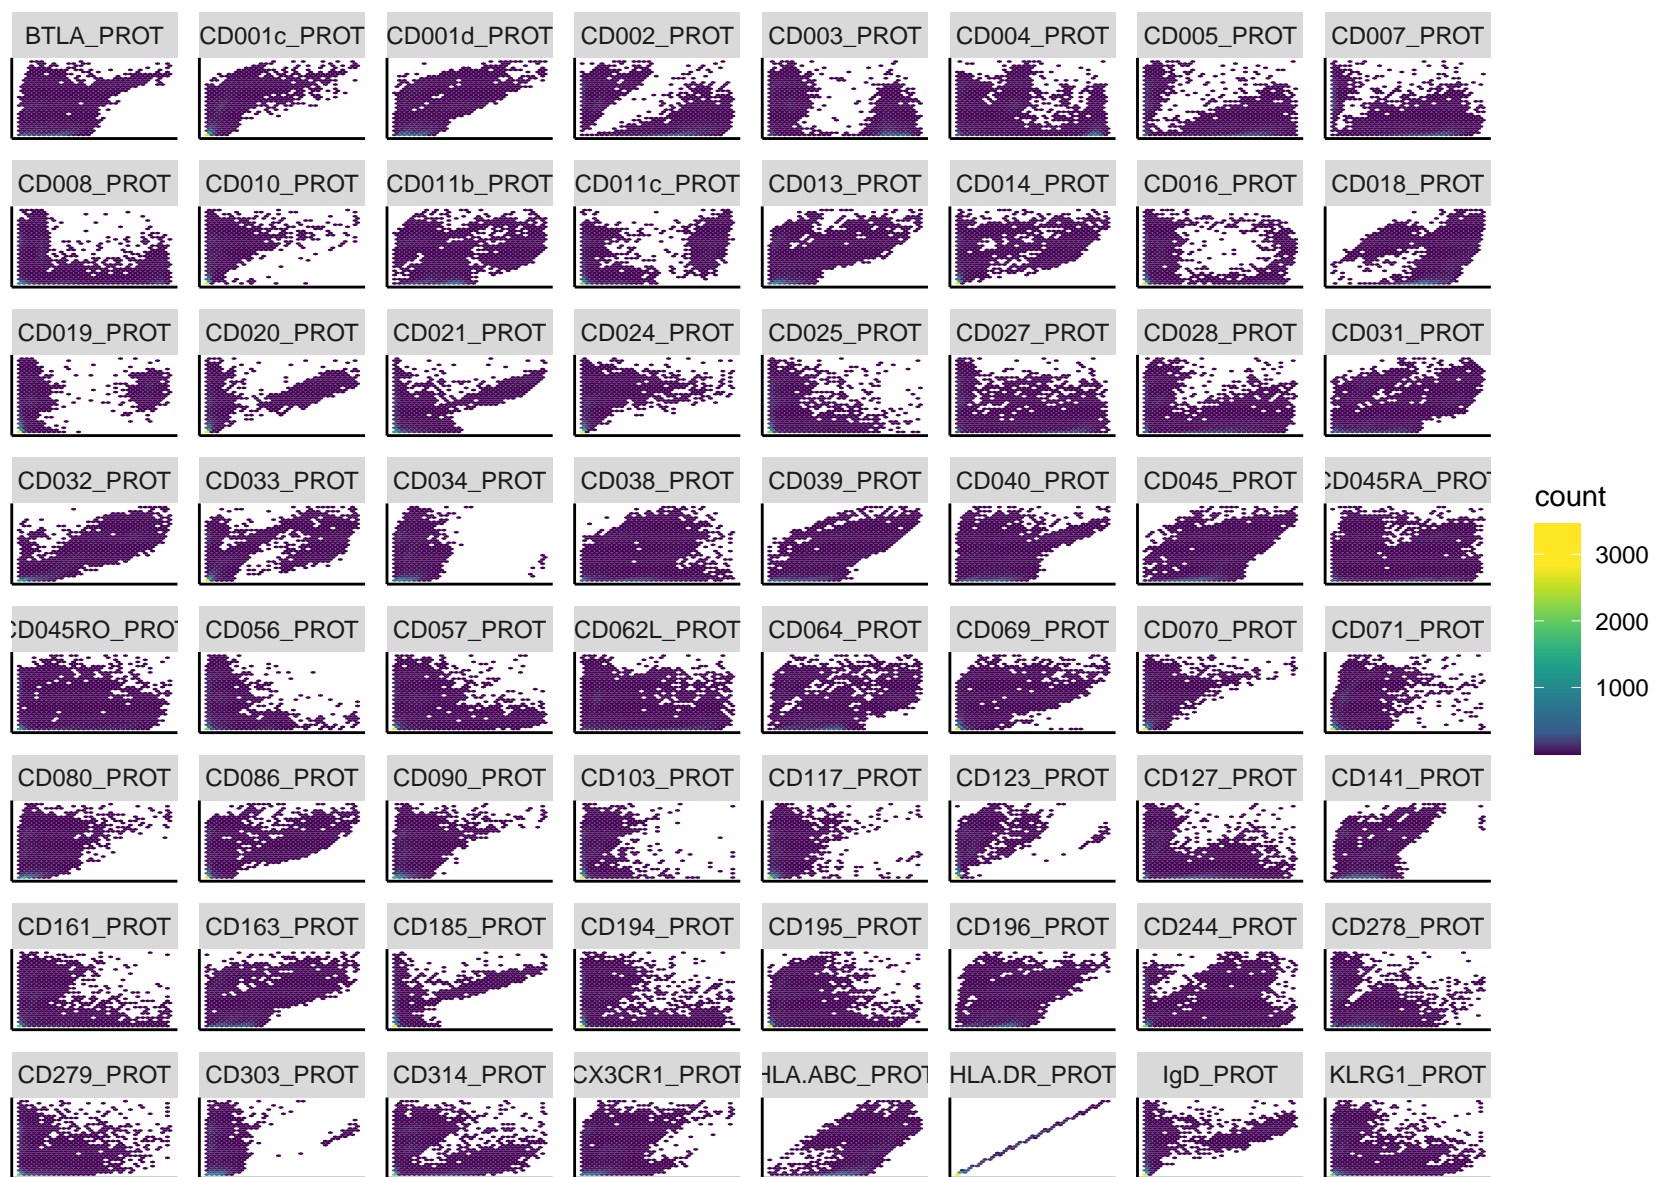 BTLA_PROT CD001c_PROT CD001d_PROT CD002_PROT CD003_PROT CD004_PROT CD005_PROT CD007_PROT
CD008_PROT CD010_PROT CD011b_PROT CD011c_PROT CD013_PROT CD014_PROT CD016_PROT CD018_PROT
CD019_PROT CD020_PROT CD021_PROT CD024_PROT CD025_PROT CD027_PROT CD028_PROT CD031_PROT
CD032_PROT CD033_PROT CD034_PROT CD038_PROT CD039_PROT CD040_PROT CD045_PROT CD045RA_PROT
CD045RO_PROT CD056_PROT CD057_PROT CD062L_PROT CD064_PROT CD069_PROT CD070_PROT CD071_PROT
CD080_PROT CD086_PROT CD090_PROT CD103_PROT CD117_PROT CD123_PROT CD127_PROT CD141_PROT
CD161_PROT CD163_PROT CD185_PROT CD194_PROT CD195_PROT CD196_PROT CD244_PROT CD278_PROT
CD279_PROT CD303_PROT CD314_PROT CX3CR1_PROT HLA.ABC_PROT HLA.DR_PROT IgD_PROT KLRG1_PROT
count
3000
2000
1000